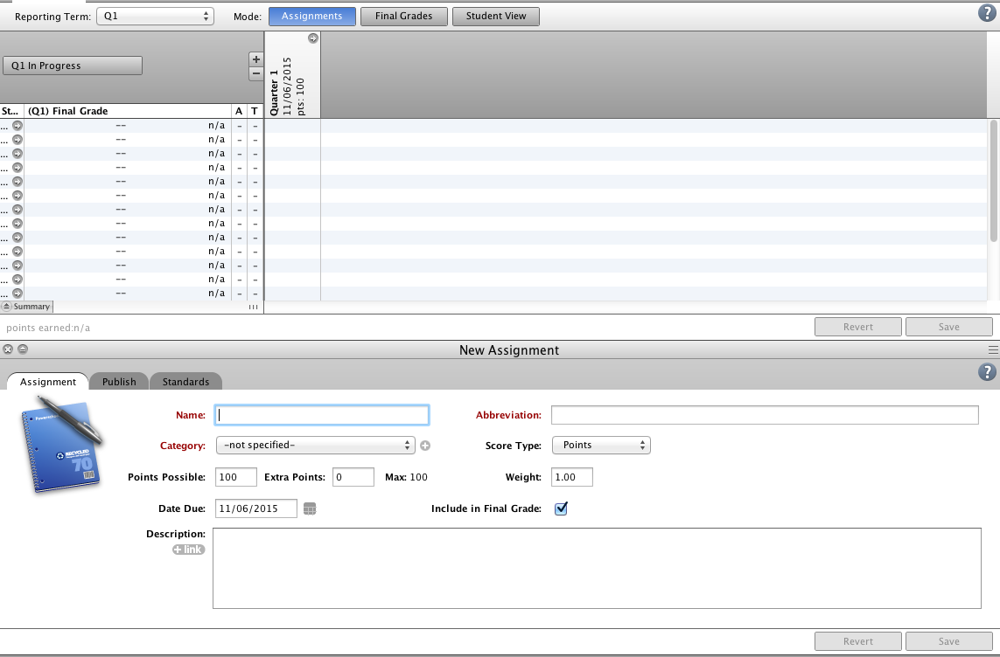 Reporting Term: Q1 Mode: Assignments Final Grades Student View ?
Q1 In Progress
+
−
Quarter 1
11/06/2015
pts: 100
St... (Q1) Final Grade A T
... -- n/a - -
... -- n/a - -
... -- n/a - -
... -- n/a - -
... -- n/a - -
... -- n/a - -
... -- n/a - -
... -- n/a - -
... -- n/a - -
... -- n/a - -
... -- n/a - -
... -- n/a - -
... -- n/a - -
Summary
points earned:n/a Revert Save
New Assignment
Assignment Publish Standards ?
Name: Abbreviation:
Category: -not specified- Score Type: Points
RECYCLED
70
Points Possible: 100 Extra Points: 0 Max: 100 Weight: 1.00
Date Due: 11/06/2015 Include in Final Grade:
Description:
+ link
Revert Save